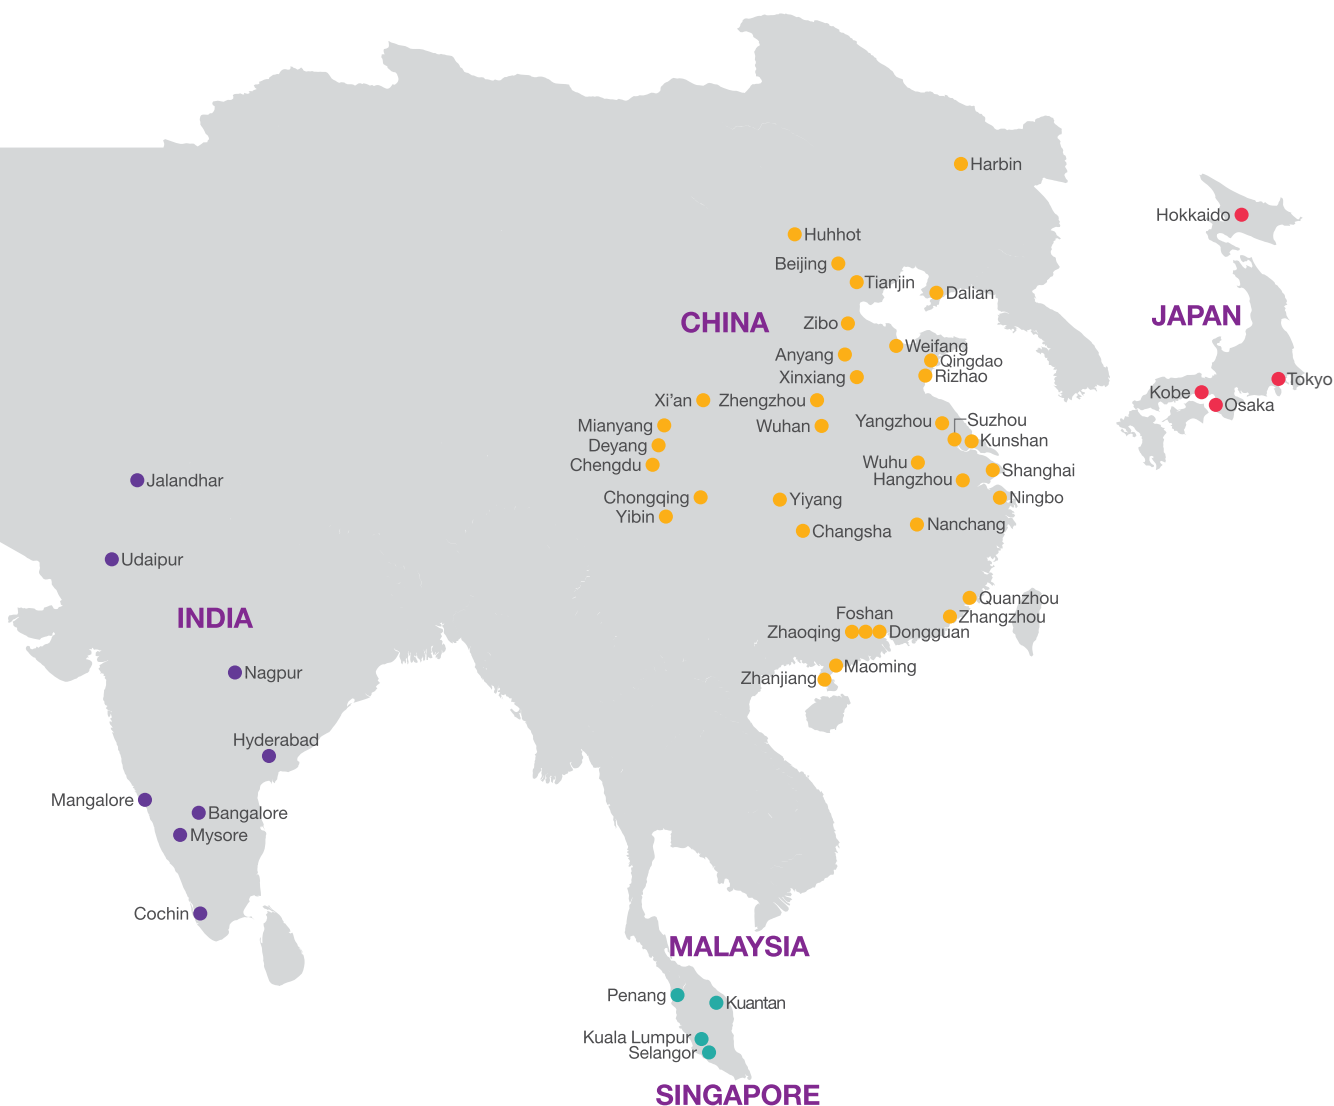 Harbin
Hokkaido
Huhhot
Beijing
Tianjin
Dalian
CHINA
JAPAN
Zibo
Weifang
Anyang
Qingdao
Xinxiang
Rizhao
Tokyo
Kobe
Osaka
Xi'an
Zhengzhou
Mianyang
Wuhan
Yangzhou
Suzhou
Kunshan
Deyang
Chengdu
Wuhu
Shanghai
Hangzhou
Jalandhar
Chongqing
Yiyang
Ningbo
Yibin
Changsha
Nanchang
Udaipur
INDIA
Quanzhou
Foshan
Zhangzhou
Zhaoqing
Dongguan
Maoming
Nagpur
Zhanjiang
Hyderabad
Mangalore
Bangalore
Mysore
Cochin
MALAYSIA
Penang
Kuantan
Kuala Lumpur
Selangor
SINGAPORE